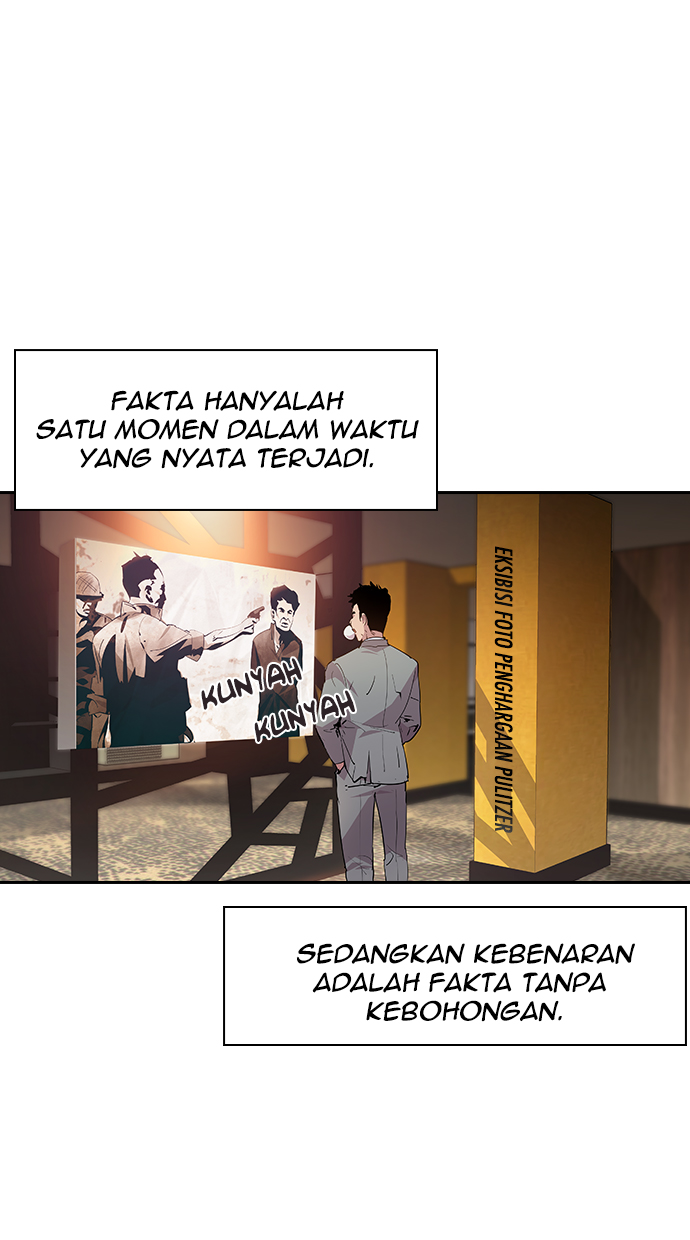 FAKTA HANYALAH
SATU MOMEN DALAM WAKTU
YANG NYATA TERJADI.
EKSIBISI FOTO PENGHARGAAN PULITZER
KUNYAH
KUNYAH
SEDANGKAN KEBENARAN
ADALAH FAKTA TANPA
KEBOHONGAN.